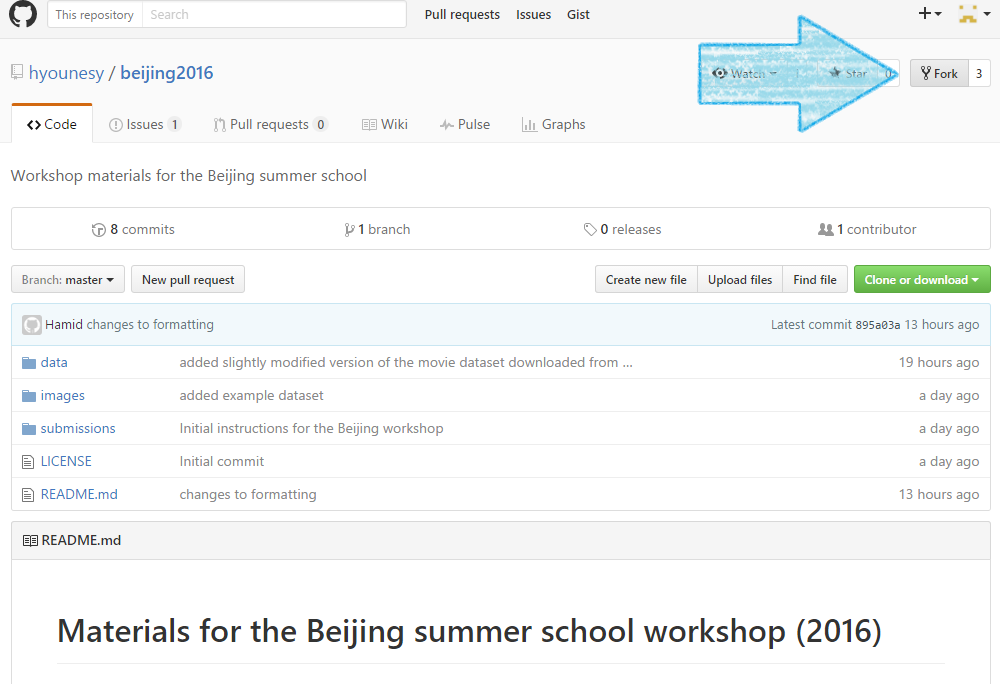 This repository Search Pull requests Issues Gist
hyounesy / beijing2016 Watch Star 0 Fork 3
Code Issues 1 Pull requests 0 Wiki Pulse Graphs
Workshop materials for the Beijing summer school
8 commits 1 branch 0 releases 1 contributor
Branch: master New pull request Create new file Upload files Find file Clone or download
Hamid changes to formatting Latest commit 895a03a 13 hours ago
data added slightly modified version of the movie dataset downloaded from ... 19 hours ago
images added example dataset a day ago
submissions Initial instructions for the Beijing workshop a day ago
LICENSE Initial commit a day ago
README.md changes to formatting 13 hours ago
README.md
Materials for the Beijing summer school workshop (2016)